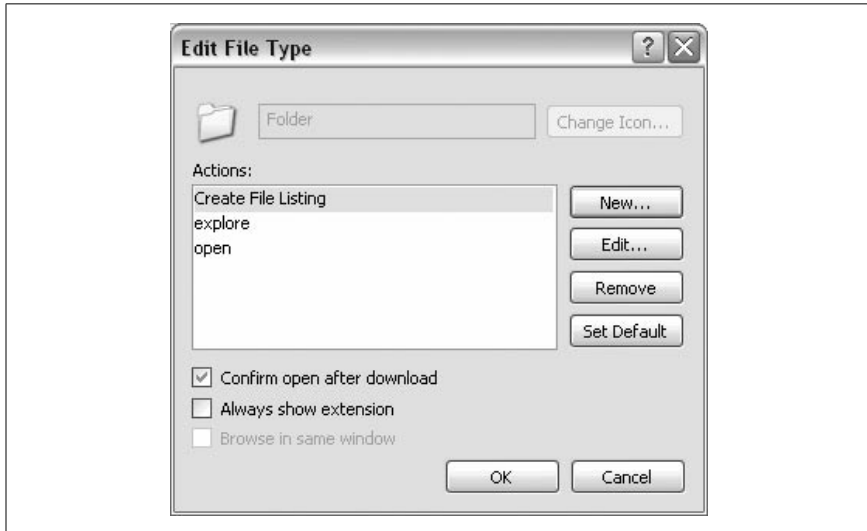 Edit File Type
?
Folder
Change Icon...
Actions:
Create File Listing
explore
open
New...
Edit...
Remove
Set Default
Confirm open after download
Always show extension
Browse in same window
OK
Cancel